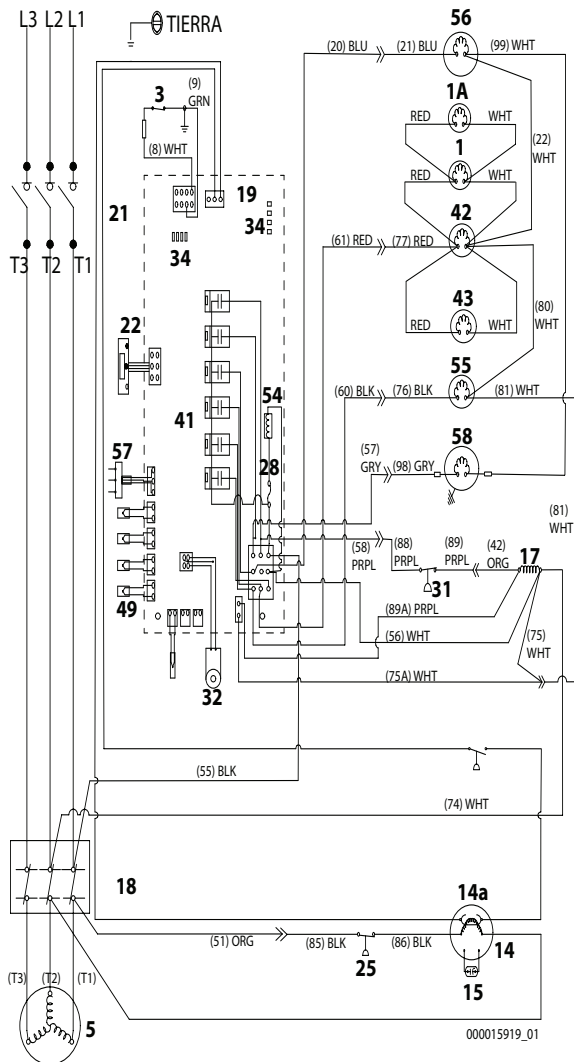 L3 L2 L1
TIERRA
(20) BLU
(21) BLU
56
(99) WHT
3
(9)
GRN
1A
RED
WHT
(22)
WHT
(8) WHT
1
RED
WHT
21
19
34
34
42
(61) RED
(77) RED
T3 T2 T1
43
RED
WHT
(80)
WHT
22
55
(60) BLK
(76) BLK
(81) WHT
54
41
58
(57)
GRY
(98) GRY
57
28
(81)
WHT
(58)
PRPL
(88)
PRPL
(89)
PRPL
(42)
ORG
17
31
49
(89A) PRPL
(56) WHT
(75)
WHT
(75A) WHT
32
(55) BLK
(74) WHT
18
14a
(51) ORG
(85) BLK
(86) BLK
14
25
15
(T3) (T2) (T1)
5
000015919_01